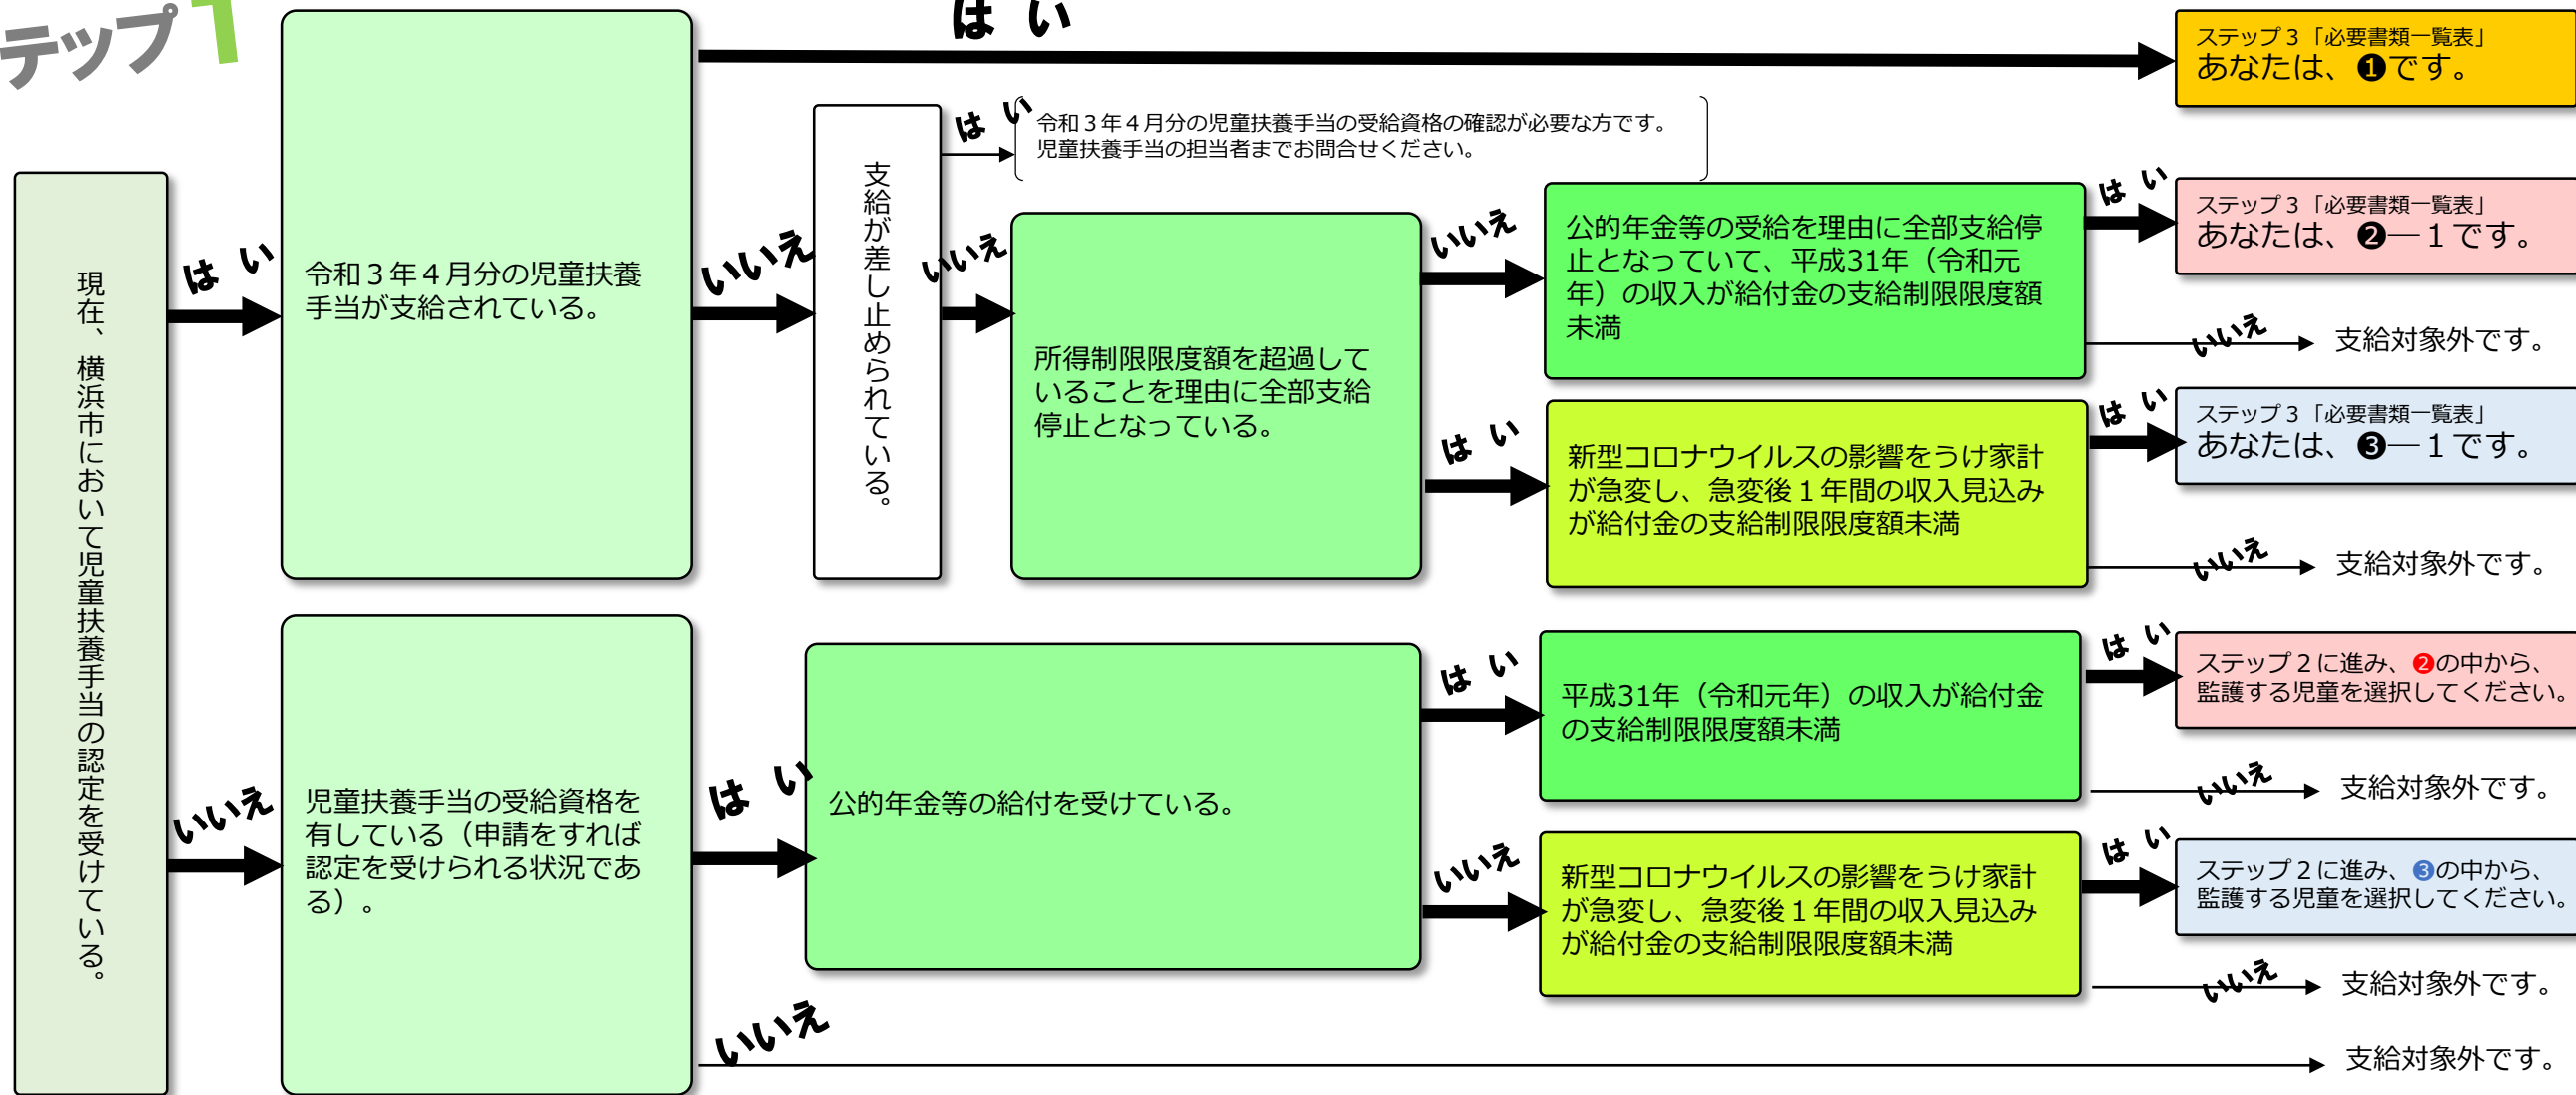 テップ1
はい
ステップ３「必要書類一覧表」
あなたは、❶です。
現在、横浜市において児童扶養手当の認定を受けている。
はい
令和３年４月分の児童扶養
手当が支給されている。
いいえ
支給が差し止められている。
はい
令和３年４月分の児童扶養手当の受給資格の確認が必要な方です。
児童扶養手当の担当者までお問合せください。
いいえ
所得制限限度額を超過して
いることを理由に全部支給
停止となっている。
いいえ
公的年金等の受給を理由に全部支給停
止となっていて、平成31年（令和元
年）の収入が給付金の支給制限限度額
未満
はい
ステップ３「必要書類一覧表」
あなたは、❷―１です。
いいえ
支給対象外です。
はい
新型コロナウイルスの影響をうけ家計
が急変し、急変後１年間の収入見込み
が給付金の支給制限限度額未満
はい
ステップ３「必要書類一覧表」
あなたは、❸―１です。
いいえ
支給対象外です。
いいえ
児童扶養手当の受給資格を
有している（申請をすれば
認定を受けられる状況であ
る）。
はい
公的年金等の給付を受けている。
はい
平成31年（令和元年）の収入が給付金
の支給制限限度額未満
はい
ステップ２に進み、❷の中から、
監護する児童を選択してください。
いいえ
支給対象外です。
いいえ
新型コロナウイルスの影響をうけ家計
が急変し、急変後１年間の収入見込み
が給付金の支給制限限度額未満
はい
ステップ２に進み、❸の中から、
監護する児童を選択してください。
いいえ
支給対象外です。
いいえ
支給対象外です。